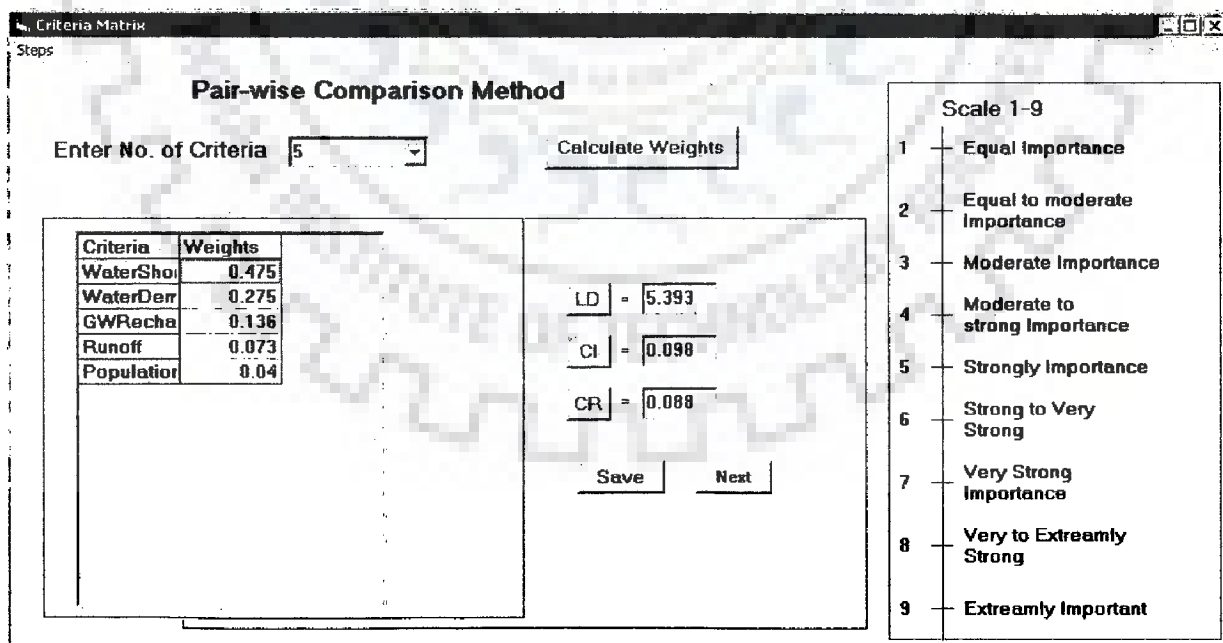 Criteria Matrix
Steps
Pair-wise Comparison Method
Enter No. of Criteria 5
Calculate Weights
Criteria Weights
WaterShor 0.475
WaterDem 0.275
GWRecha 0.136
Runoff 0.073
Population 0.04
LD = 5.393
CI = 0.098
CR = 0.088
Save Next
Scale 1-9
1 Equal Importance
2 Equal to moderate
Importance
3 Moderate Importance
4 Moderate to
strong Importance
5 Strongly Importance
6 Strong to Very
Strong
7 Very Strong
Importance
8 Very to Extreamly
Strong
9 Extreamly Important